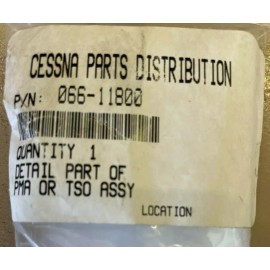 CESSNA PARTS DISTRIBUTION
P/N: 066-11800
QUANTITY 1
DETAIL PART OF
PMA OR TSO ASSY
LOCATION